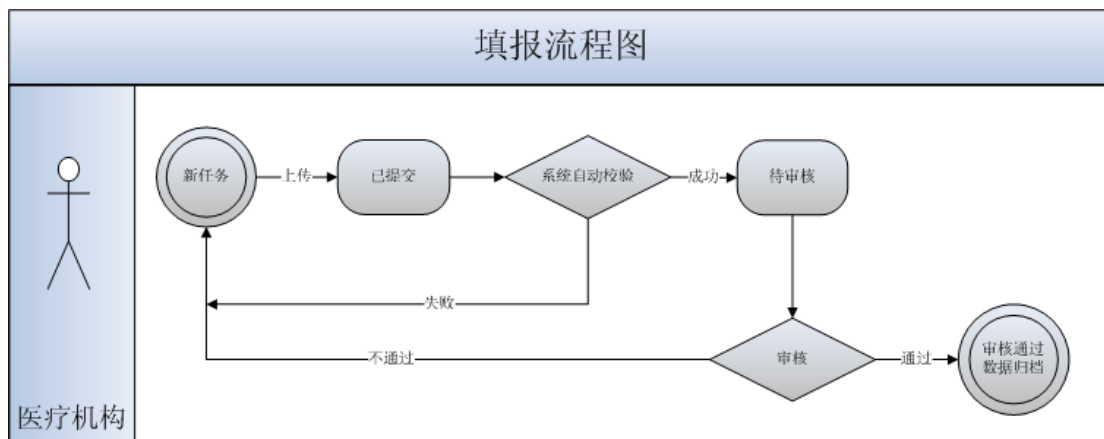 填报流程图
新任务
上传
已提交
系统自动校验
成功
待审核
失败
不通过
审核
通过
审核通过
数据归档
医疗机构